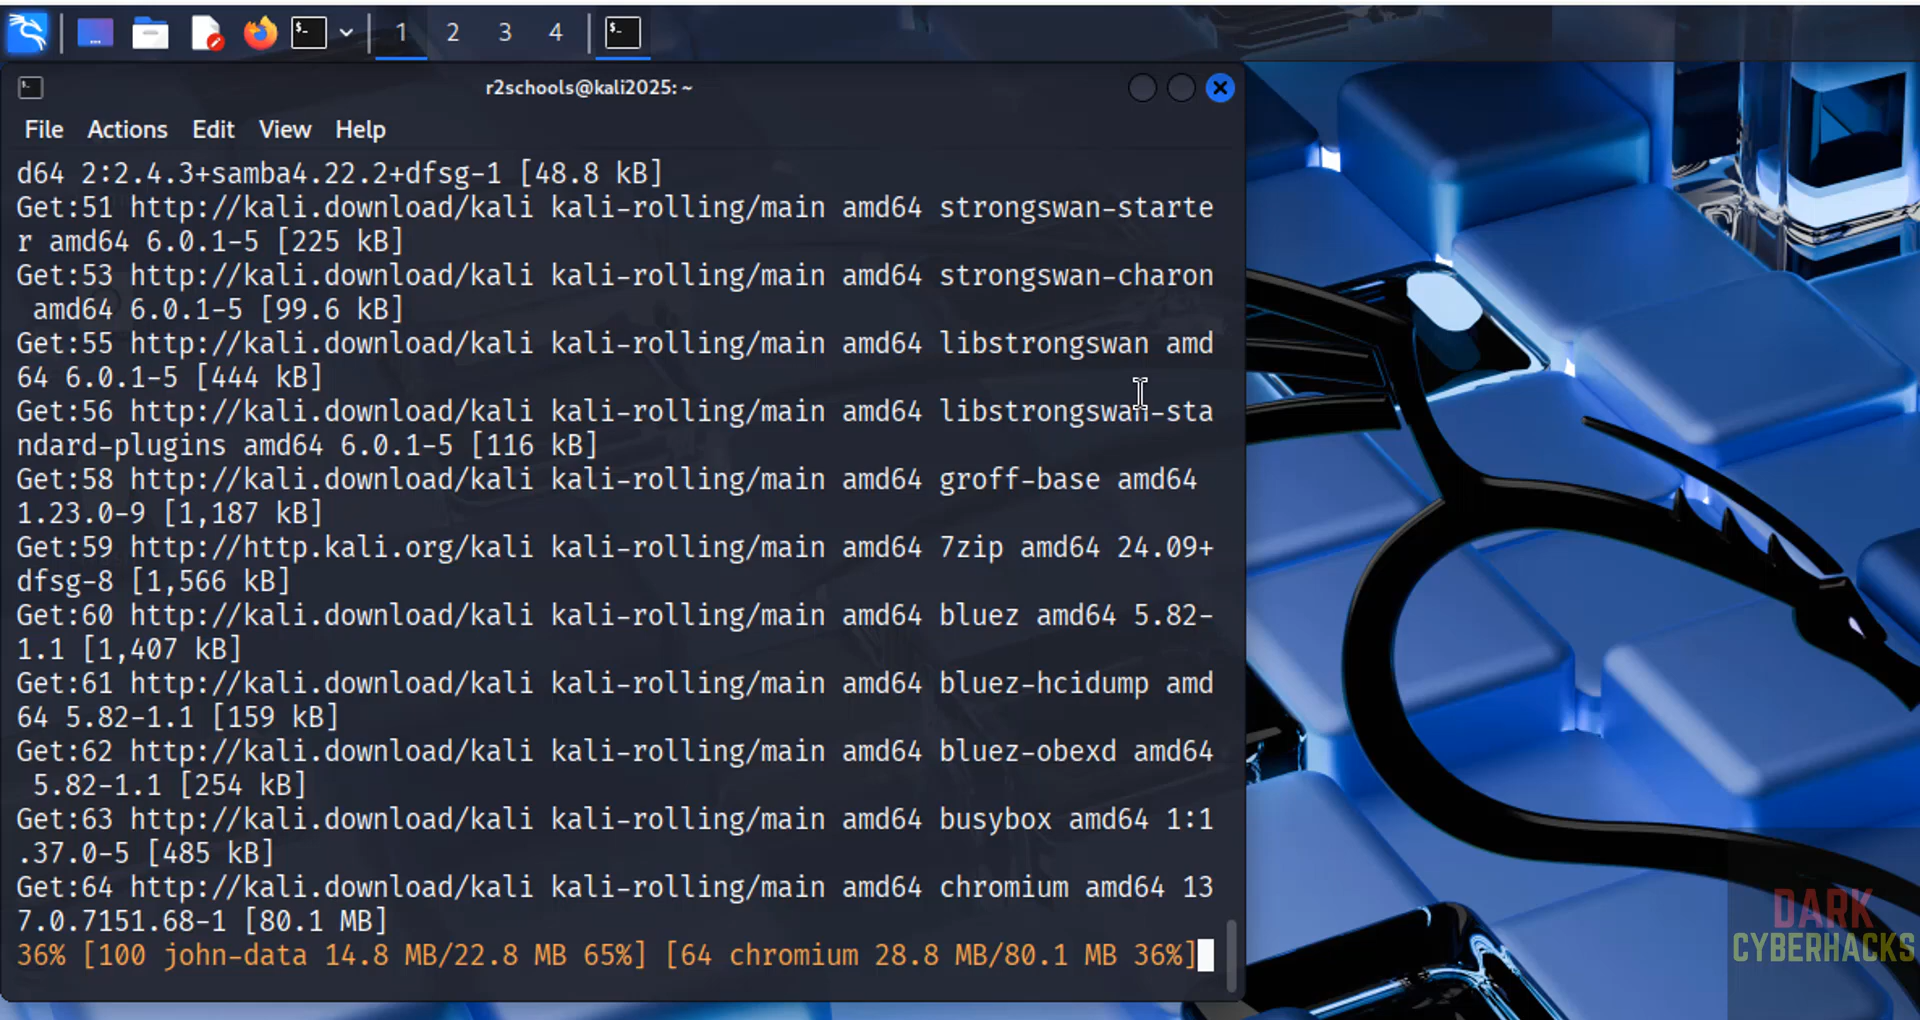 1 2 3 4
r2schools@kali2025: ~
File Actions Edit View Help
d64 2:2.4.3+samba4.22.2+dfsg-1 [48.8 kB]
Get:51 http://kali.download/kali kali-rolling/main amd64 strongswan-starte
r amd64 6.0.1-5 [225 kB]
Get:53 http://kali.download/kali kali-rolling/main amd64 strongswan-charon
amd64 6.0.1-5 [99.6 kB]
Get:55 http://kali.download/kali kali-rolling/main amd64 libstrongswan amd
64 6.0.1-5 [444 kB]
Get:56 http://kali.download/kali kali-rolling/main amd64 libstrongswan-sta
ndard-plugins amd64 6.0.1-5 [116 kB]
Get:58 http://kali.download/kali kali-rolling/main amd64 groff-base amd64
1.23.0-9 [1,187 kB]
Get:59 http://http.kali.org/kali kali-rolling/main amd64 7zip amd64 24.09+
dfsg-8 [1,566 kB]
Get:60 http://kali.download/kali kali-rolling/main amd64 bluez amd64 5.82-
1.1 [1,407 kB]
Get:61 http://kali.download/kali kali-rolling/main amd64 bluez-hcidump amd
64 5.82-1.1 [159 kB]
Get:62 http://kali.download/kali kali-rolling/main amd64 bluez-obexd amd64
5.82-1.1 [254 kB]
Get:63 http://kali.download/kali kali-rolling/main amd64 busybox amd64 1:1
.37.0-5 [485 kB]
Get:64 http://kali.download/kali kali-rolling/main amd64 chromium amd64 13
7.0.7151.68-1 [80.1 MB]
36% [100 john-data 14.8 MB/22.8 MB 65%] [64 chromium 28.8 MB/80.1 MB 36%]
DARK
CYBERHACKS